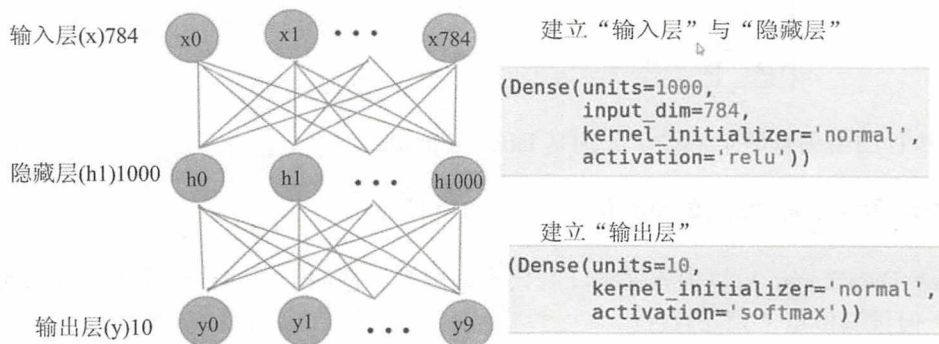 输入层(x)784
x0
x1
...
x784
隐藏层(h1)1000
h0
h1
...
h1000
输出层(y)10
y0
y1
...
y9
建立“输入层”与“隐藏层”
(Dense(units=1000,
input_dim=784,
kernel_initializer='normal',
activation='relu'))
建立“输出层”
(Dense(units=10,
kernel_initializer='normal',
activation='softmax'))